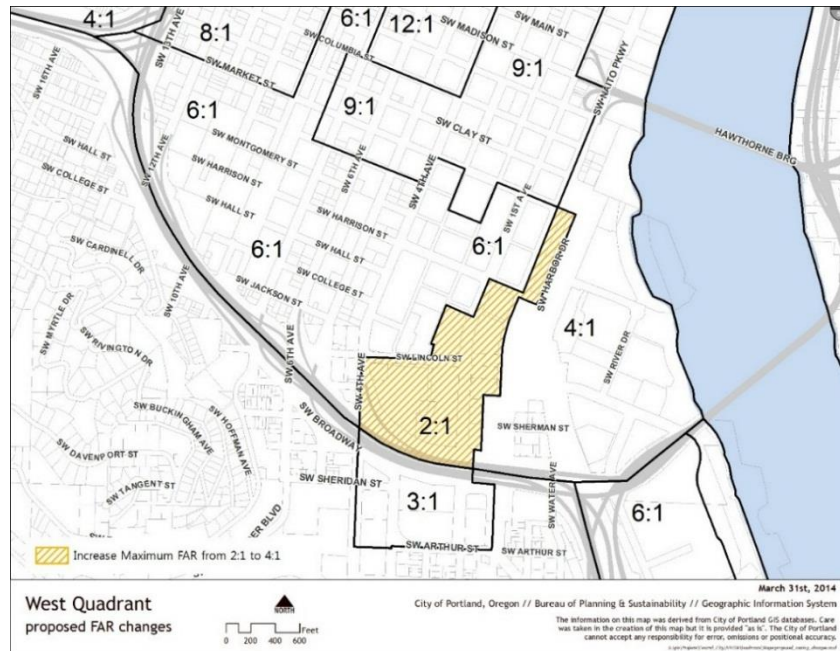 4:1
8:1
6:1
12:1
SW MAIN ST
SW MADISON ST
SW COLUMBIA ST
SW 13TH AVE
SW 16TH AVE
SW MARKET ST
9:1
SW NAITO PKWY
6:1
9:1
SW CLAY ST
HAWTHORNE BRG
SW HALL ST
SW 12TH AVE
SW MONTGOMERY ST
SW COLLEGE ST
SW HARRISON ST
SW 6TH AVE
SW 4TH AVE
SW HALL ST
SW HARRISON ST
SW 1ST AVE
SW CARDINELL DR
6:1
SW HALL ST
6:1
SW HARBOR DR
SW 10TH AVE
SW JACKSON ST
SW COLLEGE ST
SW MYRTLE DR
SW RIVINGTON DR
4:1
SW RIVER DR
SW 5TH AVE
SW 4TH AVE
SW LINCOLN ST
SW BUCKINGHAM AVE
SW HOFFMAN AVE
SW BROADWAY
2:1
SW SHERMAN ST
SW DAVENPORT ST
SW SHERIDAN ST
SW TANGENT ST
SW WATER AVE
3:1
6:1
ER BLVD
SW ARTHUR ST
SW ARTHUR ST
Increase Maximum FAR from 2:1 to 4:1
March 31st, 2014
West Quadrant
proposed FAR changes
NORTH
Feet
0 200 400 600
City of Portland, Oregon // Bureau of Planning & Sustainability // Geographic Information System
The information on this map was derived from City of Portland GIS databases. Care
was taken in the creation of this map but it is provided "as is". The City of Portland
cannot accept any responsibility for error, omissions or positional accuracy.